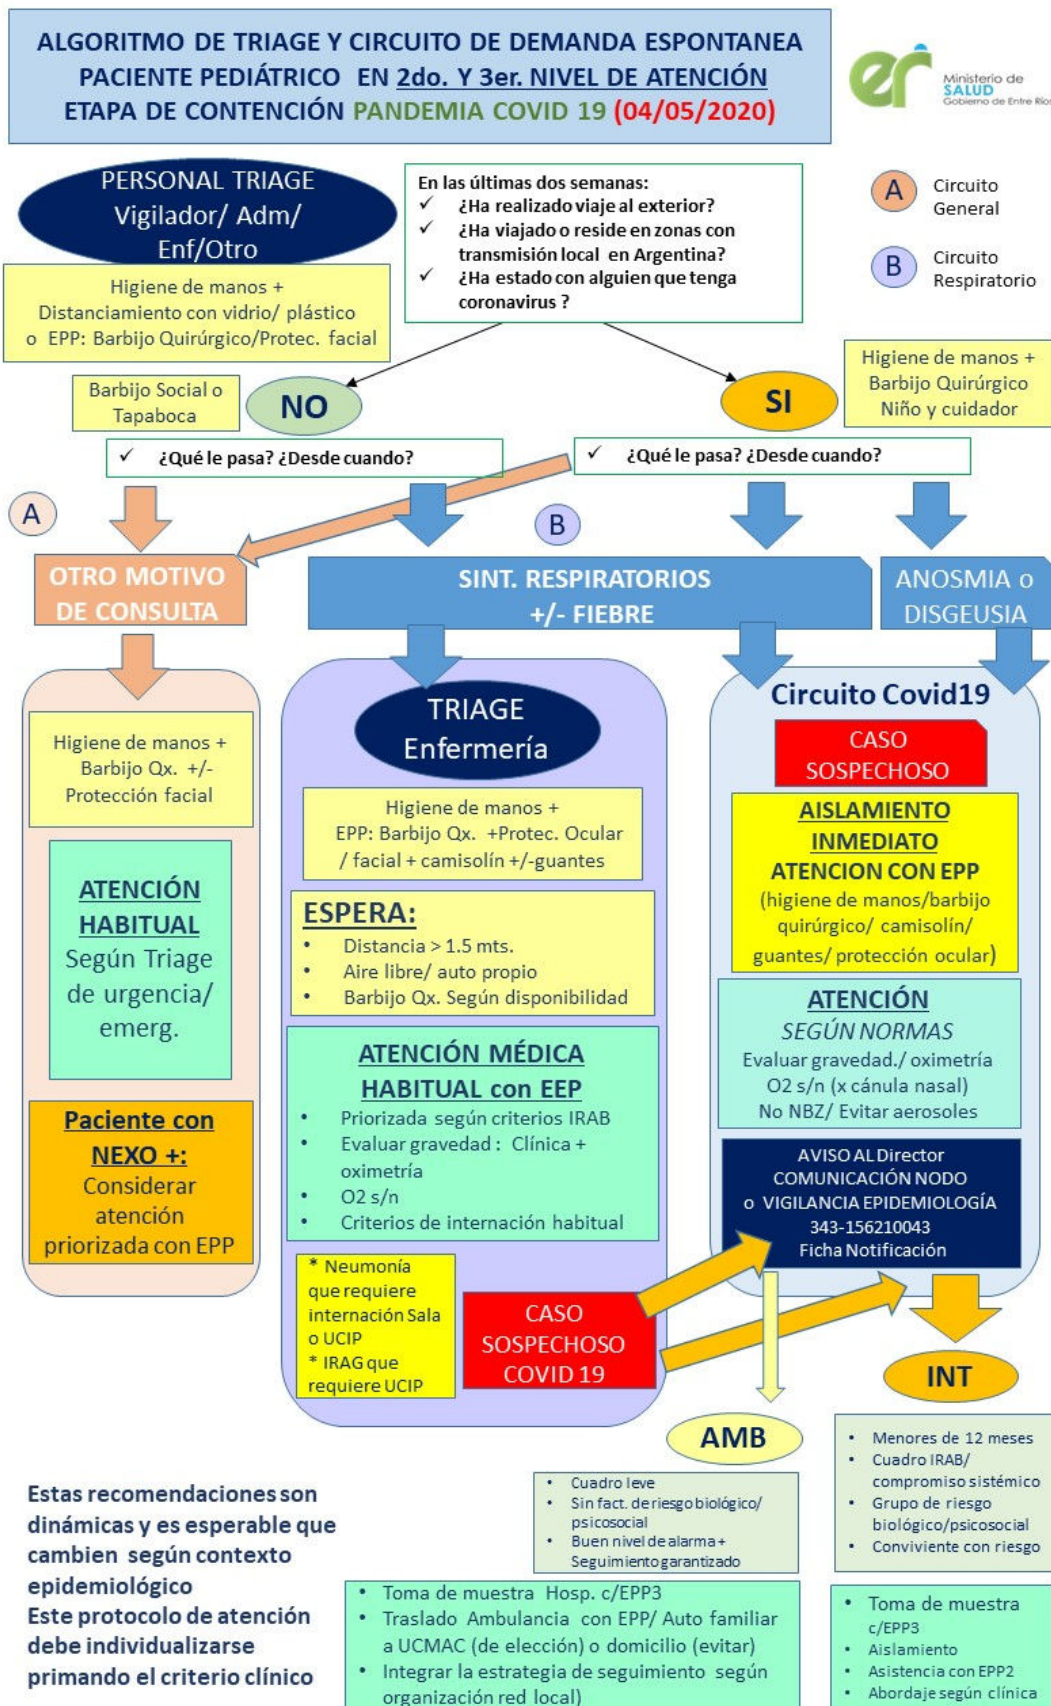 ALGORITMO DE TRIAGE Y CIRCUITO DE DEMANDA ESPONTANEA
PACIENTE PEDIÁTRICO EN 2do. Y 3er. NIVEL DE ATENCIÓN
ETAPA DE CONTENCIÓN PANDEMIA COVID 19 (04/05/2020)
er
Ministerio de
SALUD
Gobierno de Entre Ríos
PERSONAL TRIAGE
Vigilador/ Adm/
Enf/Otro
Higiene de manos +
Distanciamiento con vidrio/ plástico
o EPP: Barbijo Quirúrgico/Protec. facial
En las últimas dos semanas:
✓ ¿Ha realizado viaje al exterior?
✓ ¿Ha viajado o reside en zonas con
transmisión local en Argentina?
✓ ¿Ha estado con alguien que tenga
coronavirus ?
A Circuito
General
B Circuito
Respiratorio
Barbijo Social o
Tapaboca
NO
SI
Higiene de manos +
Barbijo Quirúrgico
Niño y cuidador
✓ ¿Qué le pasa? ¿Desde cuando?
✓ ¿Qué le pasa? ¿Desde cuando?
A
B
OTRO MOTIVO
DE CONSULTA
SINT. RESPIRATORIOS
+/- FIEBRE
ANOSMIA o
DISGEUSIA
Higiene de manos +
Barbijo Qx. +/-
Protección facial
ATENCIÓN
HABITUAL
Según Triage
de urgencia/
emerg.
Paciente con
NEXO +:
Considerar
atención
priorizada con EPP
TRIAGE
Enfermería
Higiene de manos +
EPP: Barbijo Qx. +Protec. Ocular
/ facial + camisolín +/-guantes
ESPERA:
• Distancia > 1.5 mts.
• Aire libre/ auto propio
• Barbijo Qx. Según disponibilidad
ATENCIÓN MÉDICA
HABITUAL con EEP
• Priorizada según criterios IRAB
• Evaluar gravedad : Clínica +
oximetría
• O2 s/n
• Criterios de internación habitual
* Neumonía
que requiere
internación Sala
o UCIP
* IRAG que
requiere UCIP
CASO
SOSPECHOSO
COVID 19
Circuito Covid19
CASO
SOSPECHOSO
AISLAMIENTO
INMEDIATO
ATENCION CON EPP
(higiene de manos/barbijo
quirúrgico/ camisolín/
guantes/ protección ocular)
ATENCIÓN
SEGÚN NORMAS
Evaluar gravedad./ oximetría
O2 s/n (x cánula nasal)
No NBZ/ Evitar aerosoles
AVISO AL Director
COMUNICACIÓN NODO
o VIGILANCIA EPIDEMIOLOGÍA
343-156210043
Ficha Notificación
AMB
• Cuadro leve
• Sin fact. de riesgo biológico/
psicosocial
• Buen nivel de alarma +
Seguimiento garantizado
• Toma de muestra Hosp. c/EPP3
• Traslado Ambulancia con EPP/ Auto familiar
a UCMAC (de elección) o domicilio (evitar)
• Integrar la estrategia de seguimiento según
organización red local)
INT
• Menores de 12 meses
• Cuadro IRAB/
compromiso sistémico
• Grupo de riesgo
biológico/psicosocial
• Conviviente con riesgo
• Toma de muestra
c/EPP3
• Aislamiento
• Asistencia con EPP2
• Abordaje según clínica
Estas recomendaciones son
dinámicas y es esperable que
cambien según contexto
epidemiológico
Este protocolo de atención
debe individualizarse
primando el criterio clínico